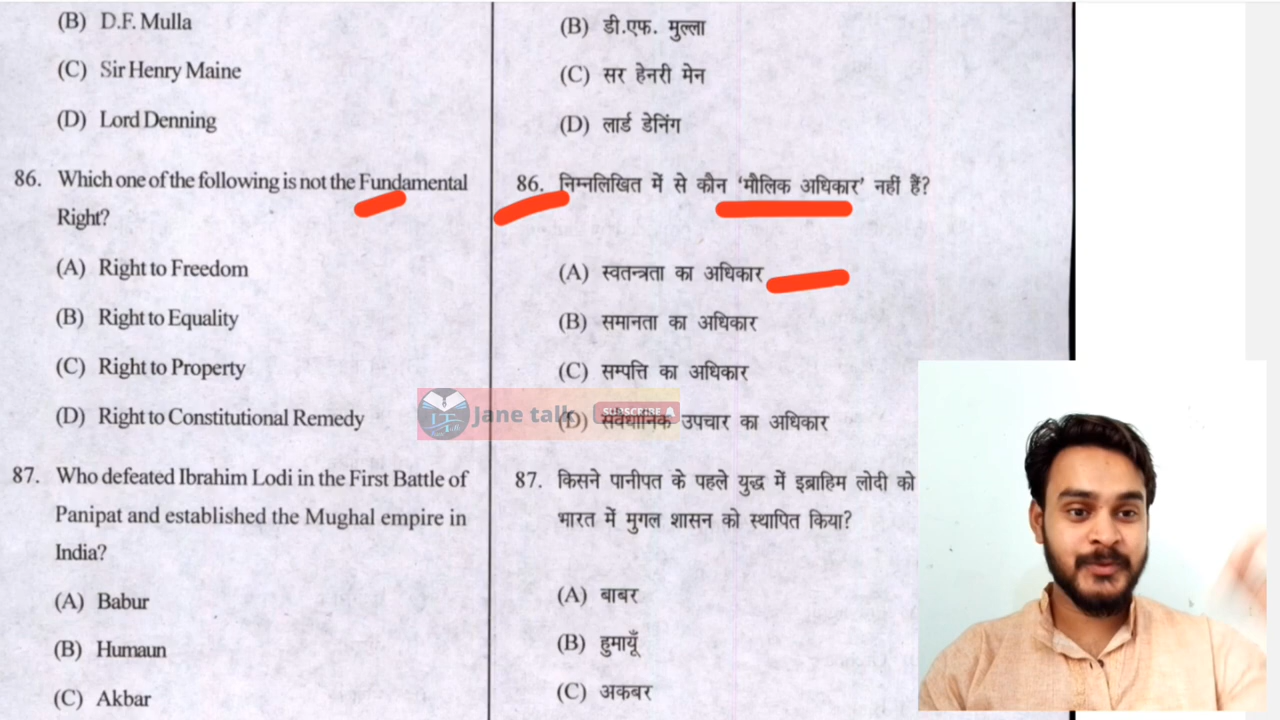 (B) D.F. Mulla
(C) Sir Henry Maine
(D) Lord Denning
86. Which one of the following is not the Fundamental
Right?
(A) Right to Freedom
(B) Right to Equality
(C) Right to Property
(D) Right to Constitutional Remedy
87. Who defeated Ibrahim Lodi in the First Battle of
Panipat and established the Mughal empire in
India?
(A) Babur
(B) Humaun
(C) Akbar
(B) डी.एफ. मुल्ला
(C) सर हेनरी मेन
(D) लार्ड डेनिंग
86. निम्नलिखित में से कौन ‘मौलिक अधिकार’ नहीं हैं?
(A) स्वतन्त्रता का अधिकार
(B) समानता का अधिकार
(C) सम्पत्ति का अधिकार
(D) संवैधानिक उपचार का अधिकार
87. किसने पानीपत के पहले युद्ध में इब्राहिम लोदी को
भारत में मुगल शासन को स्थापित किया?
(A) बाबर
(B) हुमायूँ
(C) अकबर
Jane talk
SUBSCRIBE